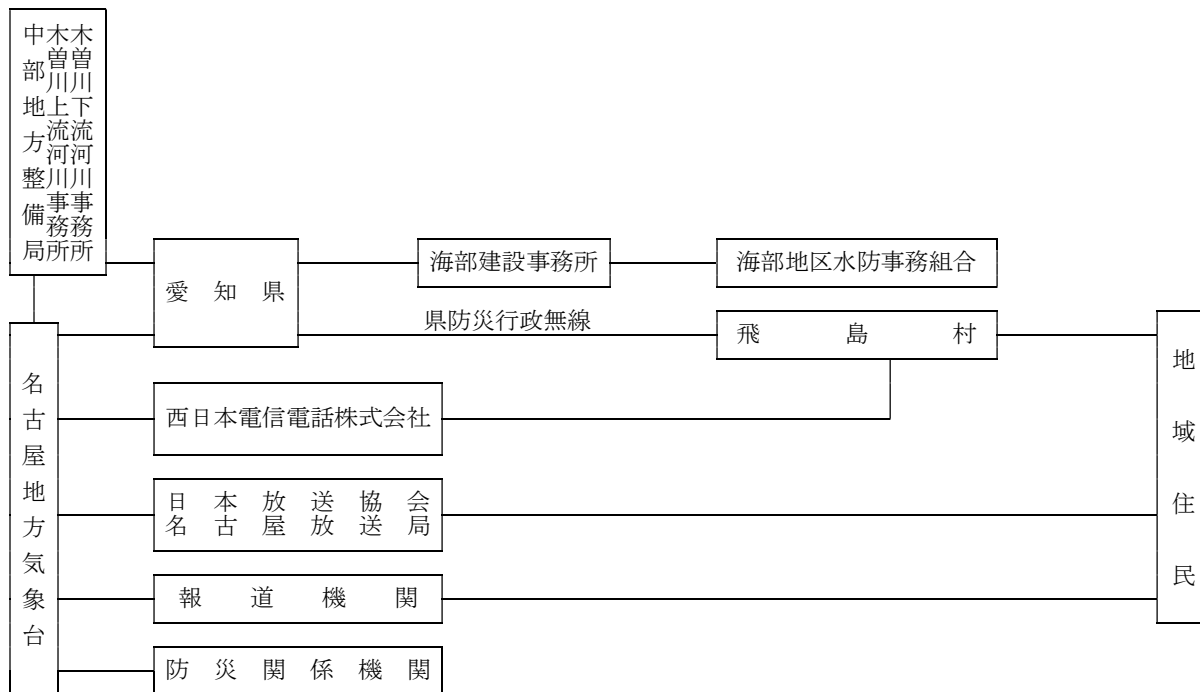 中部地方整備局
木曽川上流河川事務所
木曽川下流河川事務所
愛知県
海部建設事務所
海部地区水防事務組合
県防災行政無線
飛島村
名古屋地方気象台
西日本電信電話株式会社
日本放送協会
名古屋放送局
報道機関
防災関係機関
地域住民